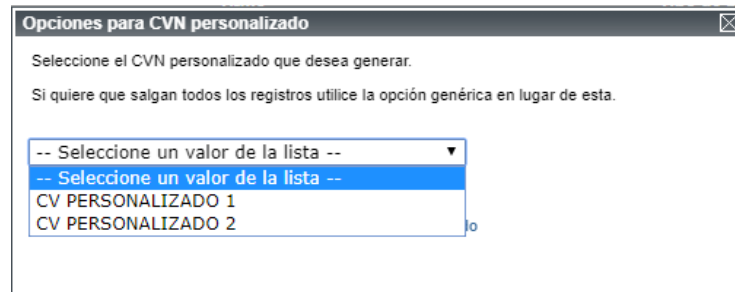 Opciones para CVN personalizado
Seleccione el CVN personalizado que desea generar.
Si quiere que salgan todos los registros utilice la opción genérica en lugar de esta.
-- Seleccione un valor de la lista --
-- Seleccione un valor de la lista --
CV PERSONALIZADO 1
CV PERSONALIZADO 2